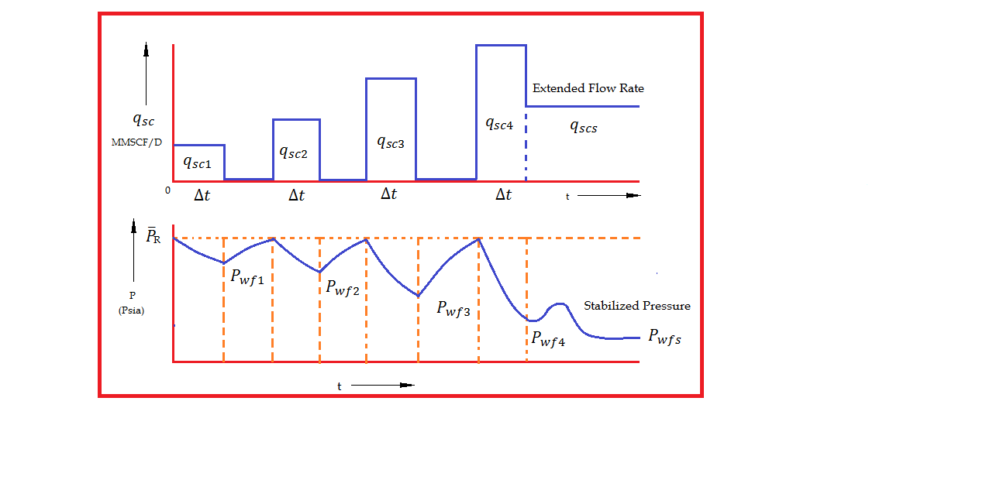 Extended Flow Rate
q_sc
MMSCF/D
q_sc1
q_sc2
q_sc3
q_sc4
q_scs
0
Δt
Δt
Δt
Δt
t
P̄_R
P_wf1
P_wf2
P_wf3
P_wf4
P
(Psia)
Stabilized Pressure
P_wfs
t